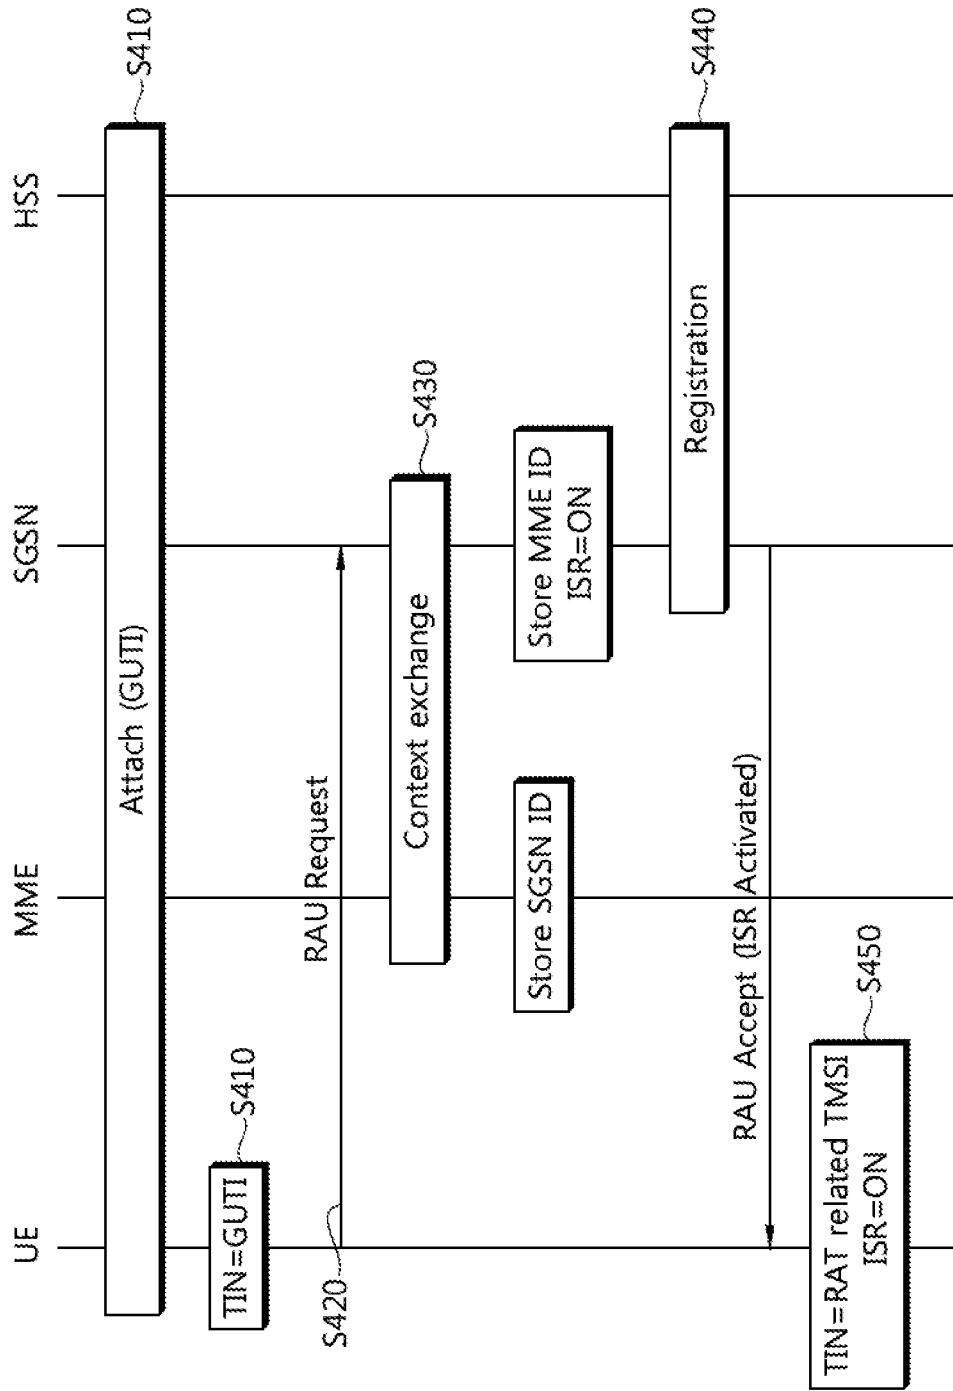 UE
MME
SGSN
HSS
Attach (GUTI)
S410
TIN=GUTI
S410
RAU Request
S420
Context exchange
S430
Store SGSN ID
Store MME ID
ISR=ON
Registration
S440
RAU Accept (ISR Activated)
TIN=RAT related TMSI
ISR=ON
S450